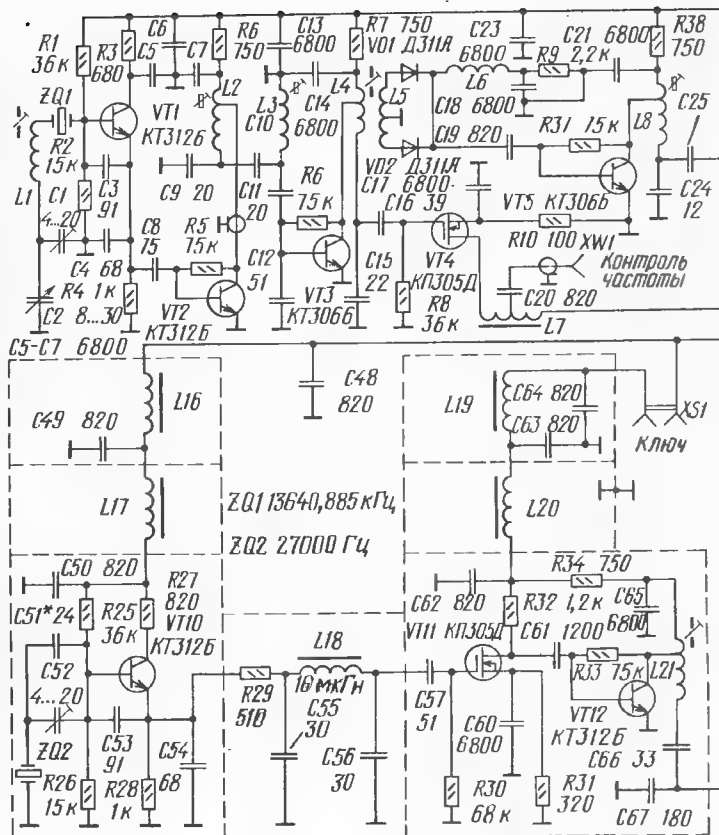 R1
36к
R3
680
C5
C6
C7
R6
750
C13
6800
R7 750
VD1
Д311А
C23
6800
C21
R9 2,2к
6800
R38
750
ZQ1
R2
15к
L1
VT1
КТ312Б
L2
L3
C10
C14
6800
L4
L5
L6
C18
6800
C19 820
L8
C25
C1
4...20
C3
91
C9 20
C11
20
R6
75к
VD2 Д311А
C17 6800
R31 15к
VT5 КТ306Б
C24
12
C8
75
R5
75к
C16 39
R10 100
XW1
Контроль
частоты
C4 68
R4 1к
C2 8...30
VT2
КТ312Б
C12
51
VT3
КТ306Б
C15
22
VT4
КП305Д
R8
36к
C20 820
L7
C5-C7 6800
C49 820
L16
C48
820
L19
C64 820
C63 820
XS1
Ключ
L17
ZQ1 13640,885 кГц
ZQ2 27000 Гц
L20
C50 820
C51* 24
R25
36к
R27
820
VT10
КТ312Б
C62 820
R32 1,2к
R34 750
C65
6800
C52
4...20
ZQ2
L18
10 мкГн
VT11 КП305Д
C61 1200
R33 75к
L21
C53
91
C54
68
R29
510
C55
30
C56
30
C57
51
C60
6800
VT12
КТ312Б
C66 33
R26
15к
R28
1к
R30
68к
R31
320
C67 180